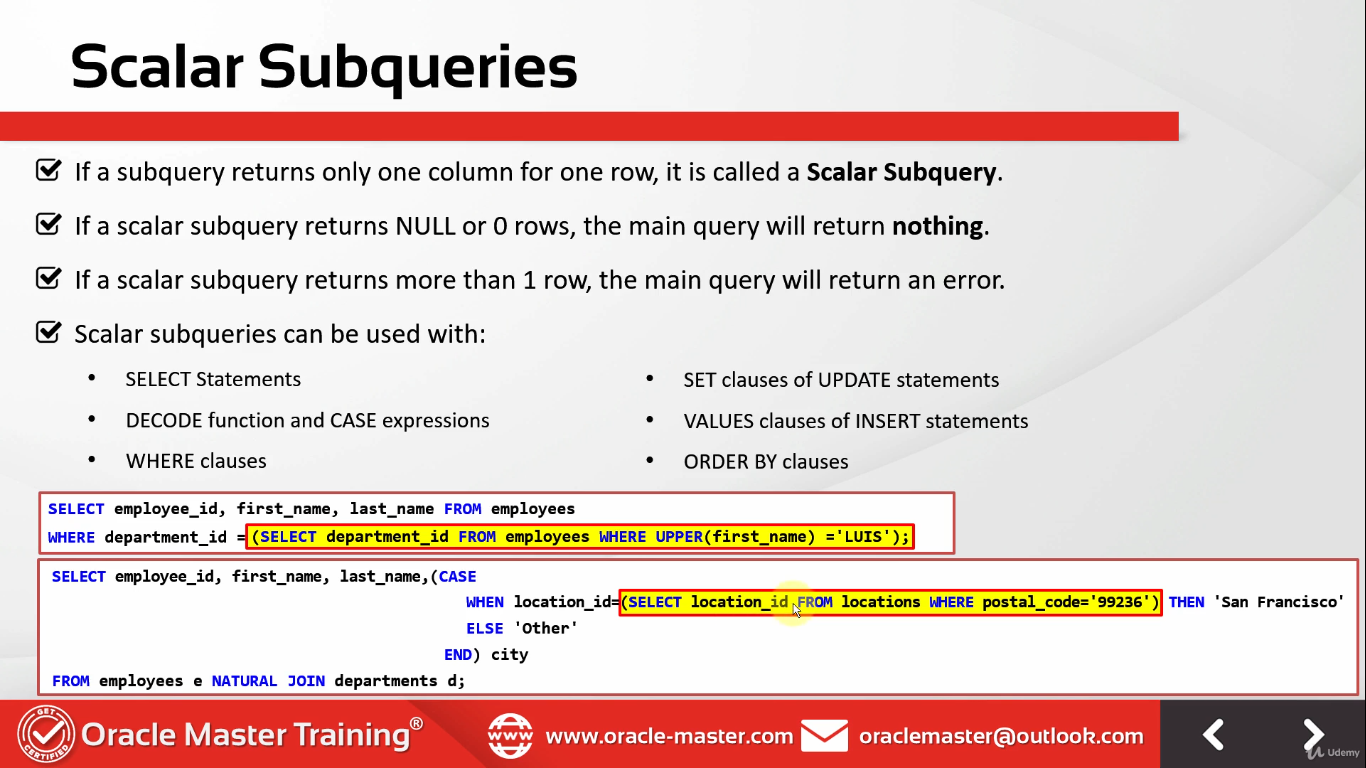 Scalar Subqueries
If a subquery returns only one column for one row, it is called a Scalar Subquery.
If a scalar subquery returns NULL or 0 rows, the main query will return nothing.
If a scalar subquery returns more than 1 row, the main query will return an error.
Scalar subqueries can be used with:
• SELECT Statements
• DECODE function and CASE expressions
• WHERE clauses
• SET clauses of UPDATE statements
• VALUES clauses of INSERT statements
• ORDER BY clauses
SELECT employee_id, first_name, last_name FROM employees
WHERE department_id =(SELECT department_id FROM employees WHERE UPPER(first_name) ='LUIS');
SELECT employee_id, first_name, last_name,(CASE
WHEN location_id=(SELECT location_id FROM locations WHERE postal_code='99236') THEN 'San Francisco'
ELSE 'Other'
END) city
FROM employees e NATURAL JOIN departments d;
GET
CERTIFIED
Oracle Master Training®
WWW
www.oracle-master.com
oraclemaster@outlook.com
Udemy